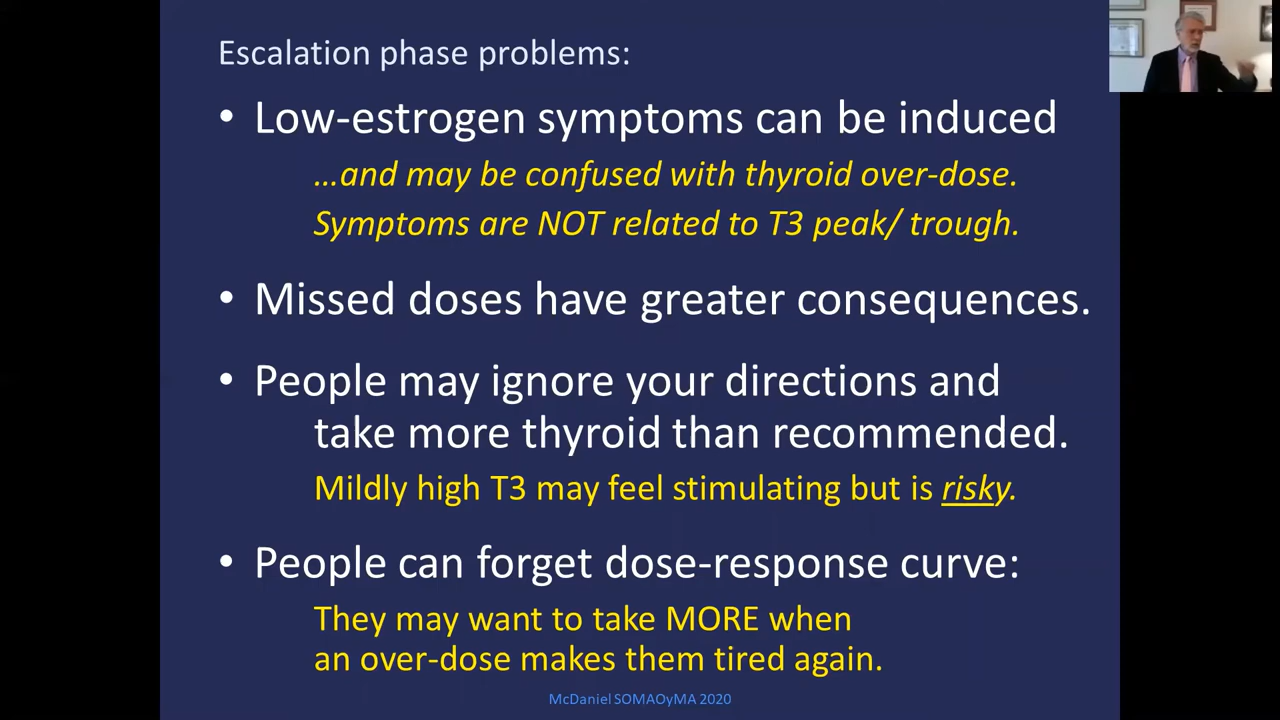 Escalation phase problems:
• Low-estrogen symptoms can be induced
...and may be confused with thyroid over-dose.
Symptoms are NOT related to T3 peak/ trough.
• Missed doses have greater consequences.
• People may ignore your directions and
take more thyroid than recommended.
Mildly high T3 may feel stimulating but is risky.
• People can forget dose-response curve:
They may want to take MORE when
an over-dose makes them tired again.
McDaniel SOMAOyMA 2020